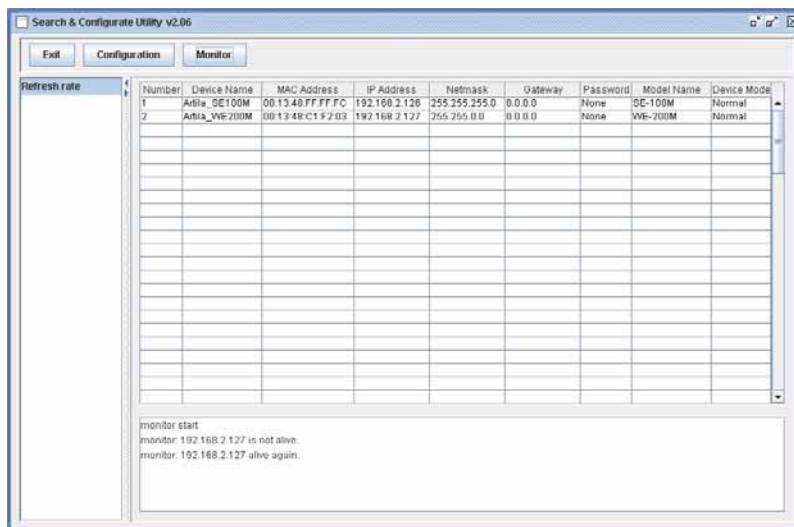 Search & Configurate Utility v2.06
Exit Configuration Monitor
Refresh rate
Number Device Name MAC Address IP Address Netmask Gateway Password Model Name Device Mode
1 Artila_SE100M 00:13:48:FF:FF:FC 192.168.2.126 255.255.255.0 0.0.0.0 None SE-100M Normal
2 Artila_WE200M 00:13:48:C1:F2:03 192.168.2.127 255.255.0.0 0.0.0.0 None WE-200M Normal
monitor start
monitor: 192.168.2.127 is not alive.
monitor: 192.168.2.127 alive again.